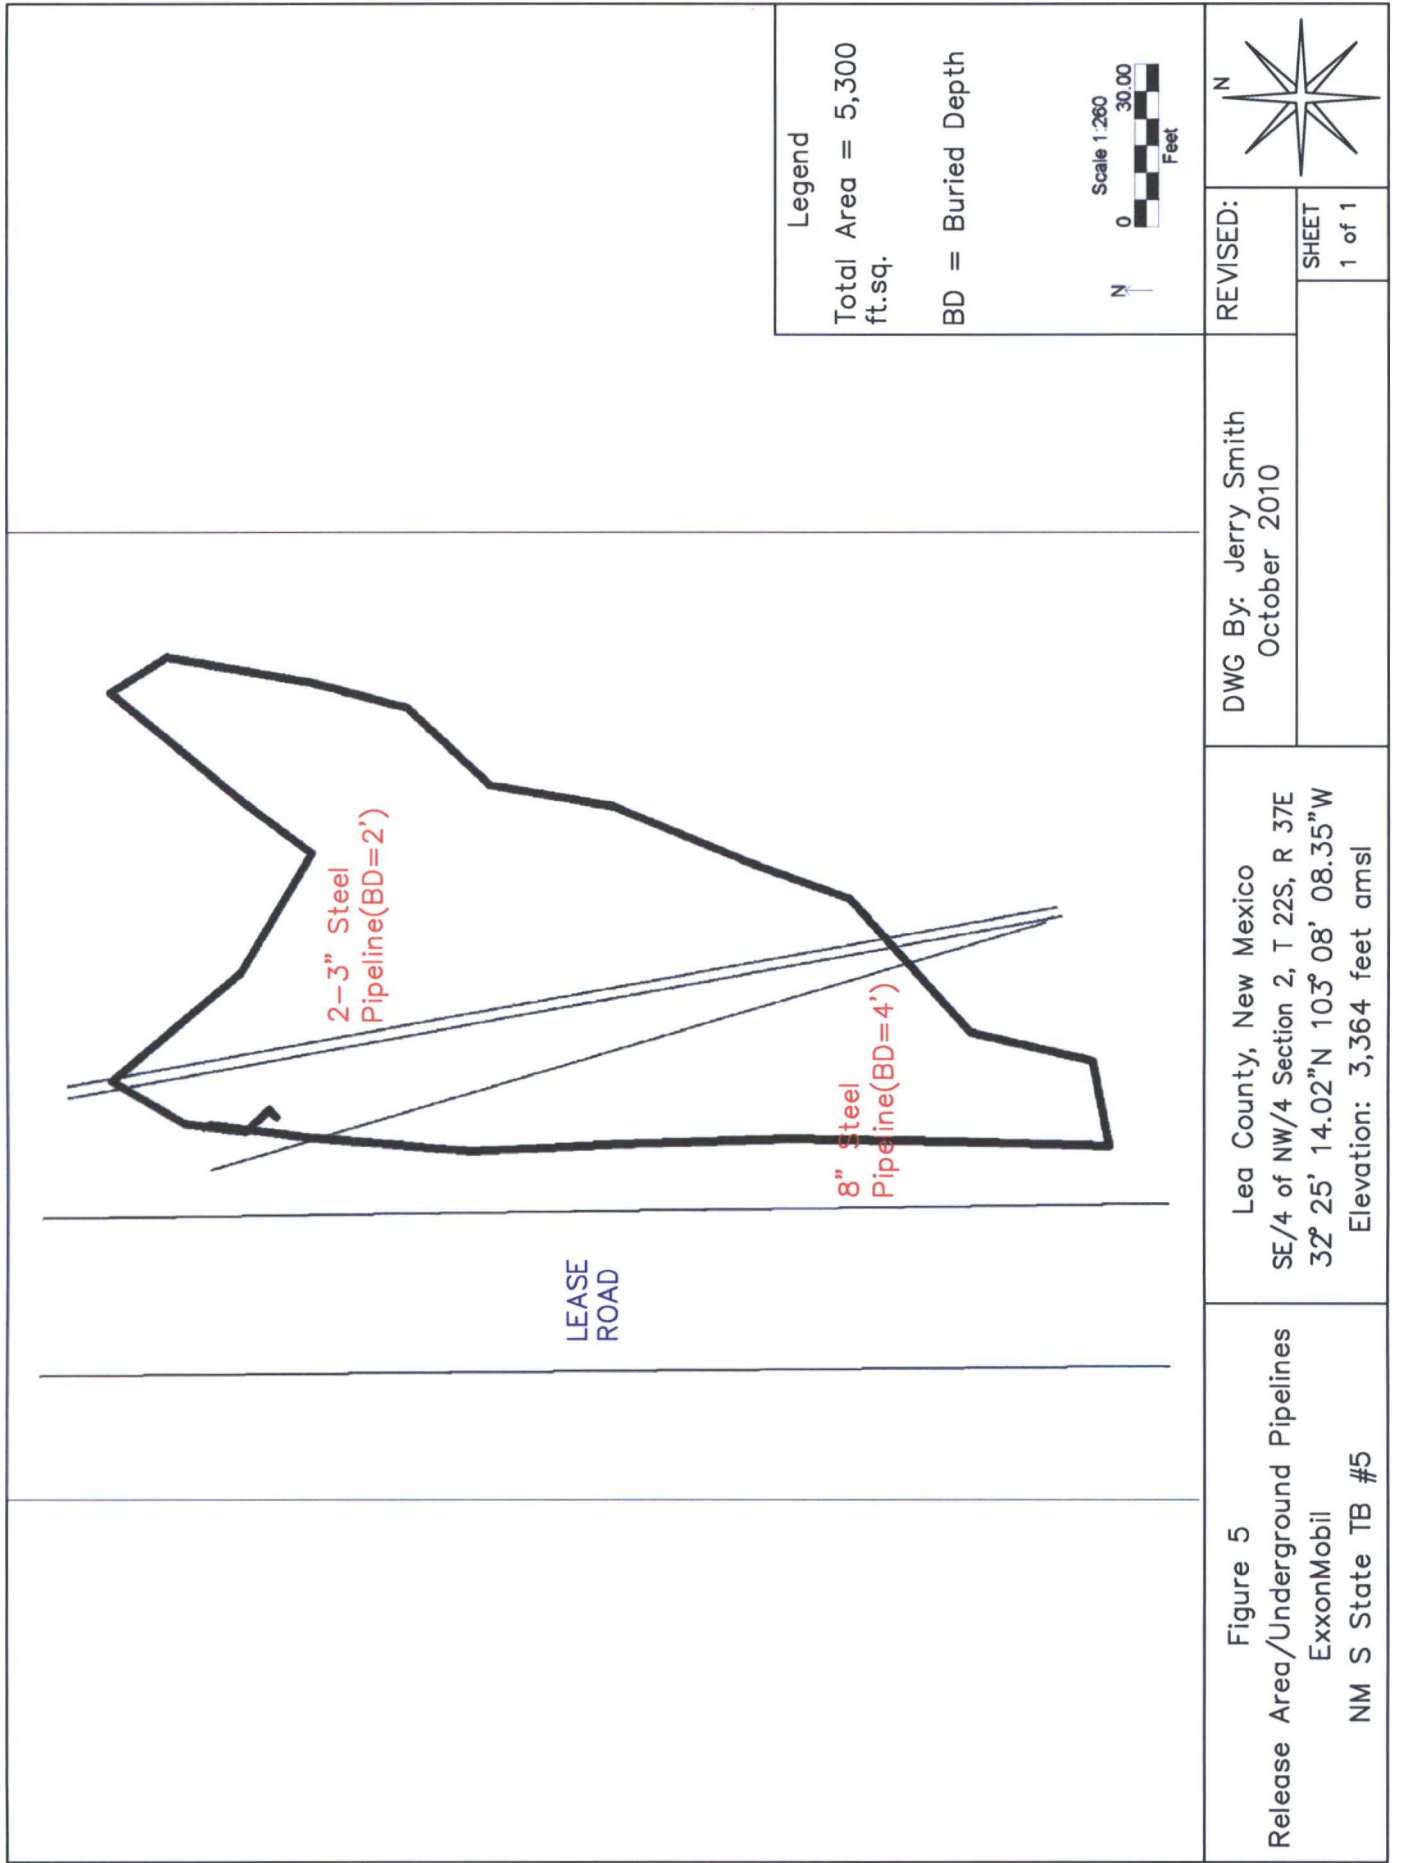 2-3" Steel
Pipeline(BD=2')
8" Steel
Pipeline(BD=4')
LEASE
ROAD
Legend
Total Area = 5,300
ft.sq.
BD = Buried Depth
N
Scale 1:260
0 30.00
Feet
Figure 5
Release Area/Underground Pipelines
ExxonMobil
NM S State TB #5
Lea County, New Mexico
SE/4 of NW/4 Section 2, T 22S, R 37E
32° 25' 14.02"N 103° 08' 08.35"W
Elevation: 3,364 feet amsl
DWG By: Jerry Smith
October 2010
REVISED:
SHEET
1 of 1
N